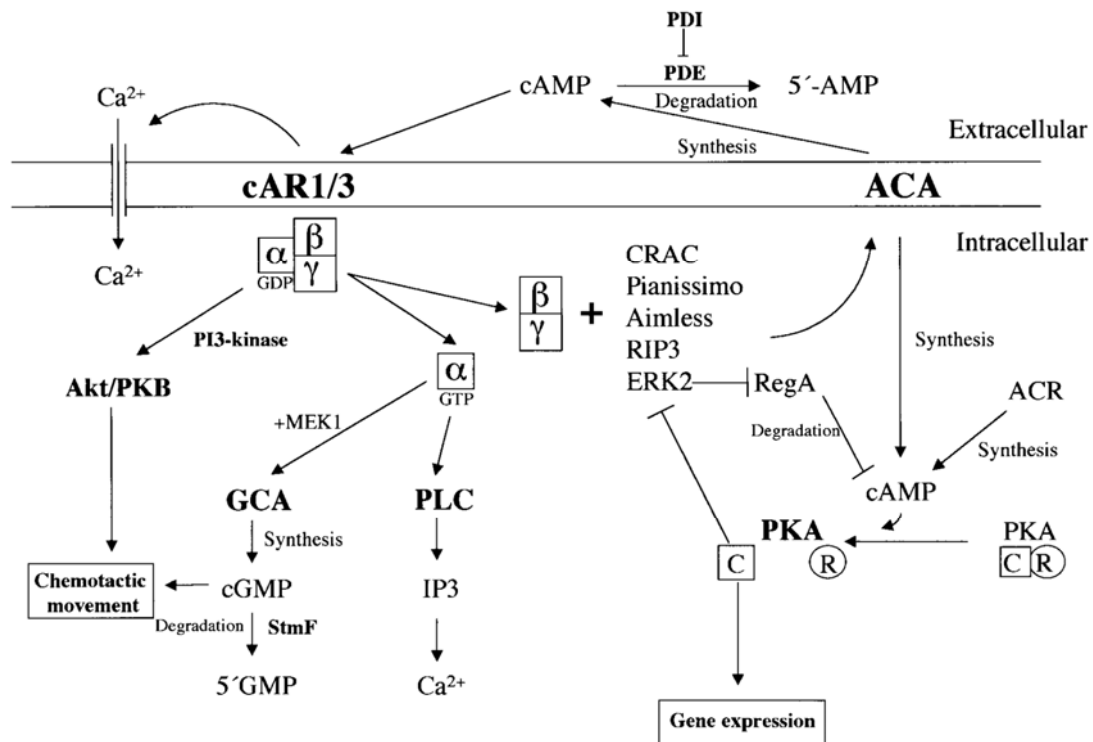 PDI
PDE
cAMP
5´-AMP
Degradation
Ca²⁺
Extracellular
Synthesis
cAR1/3
ACA
Intracellular
Ca²⁺
α
β
γ
GDP
CRAC
Pianissimo
Aimless
RIP3
ERK2
β
γ
+
PI3-kinase
Synthesis
Akt/PKB
α
GTP
RegA
ACR
+MEK1
Degradation
Synthesis
GCA
PLC
cAMP
Synthesis
PKA
PKA
C
R
C
R
Chemotactic
movement
cGMP
IP3
Degradation
StmF
5´GMP
Ca²⁺
Gene expression